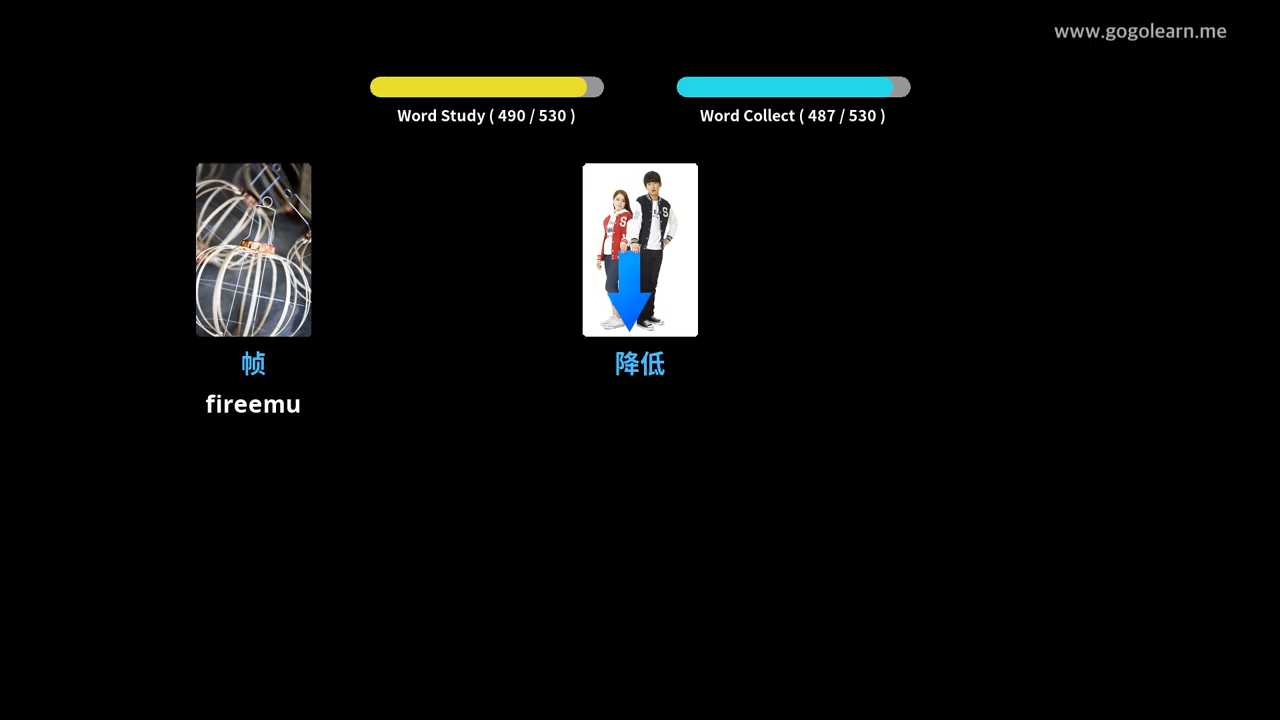 www.gogolearn.me
Word Study ( 490 / 530 )
Word Collect ( 487 / 530 )
帧
降低
fireemu